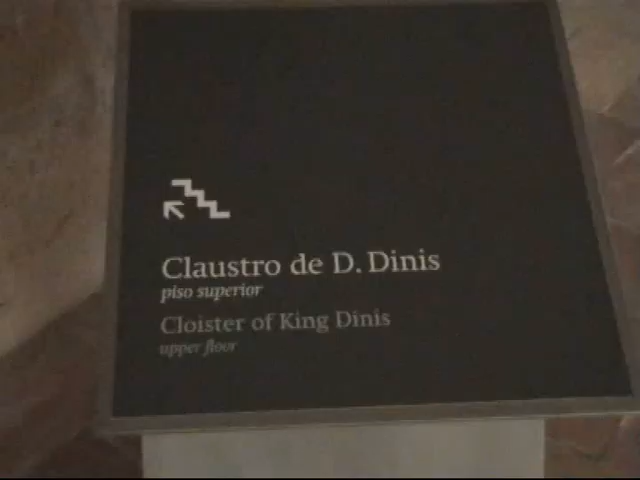 Claustro de D. Dinis
piso superior
Cloister of King Dinis
upper floor